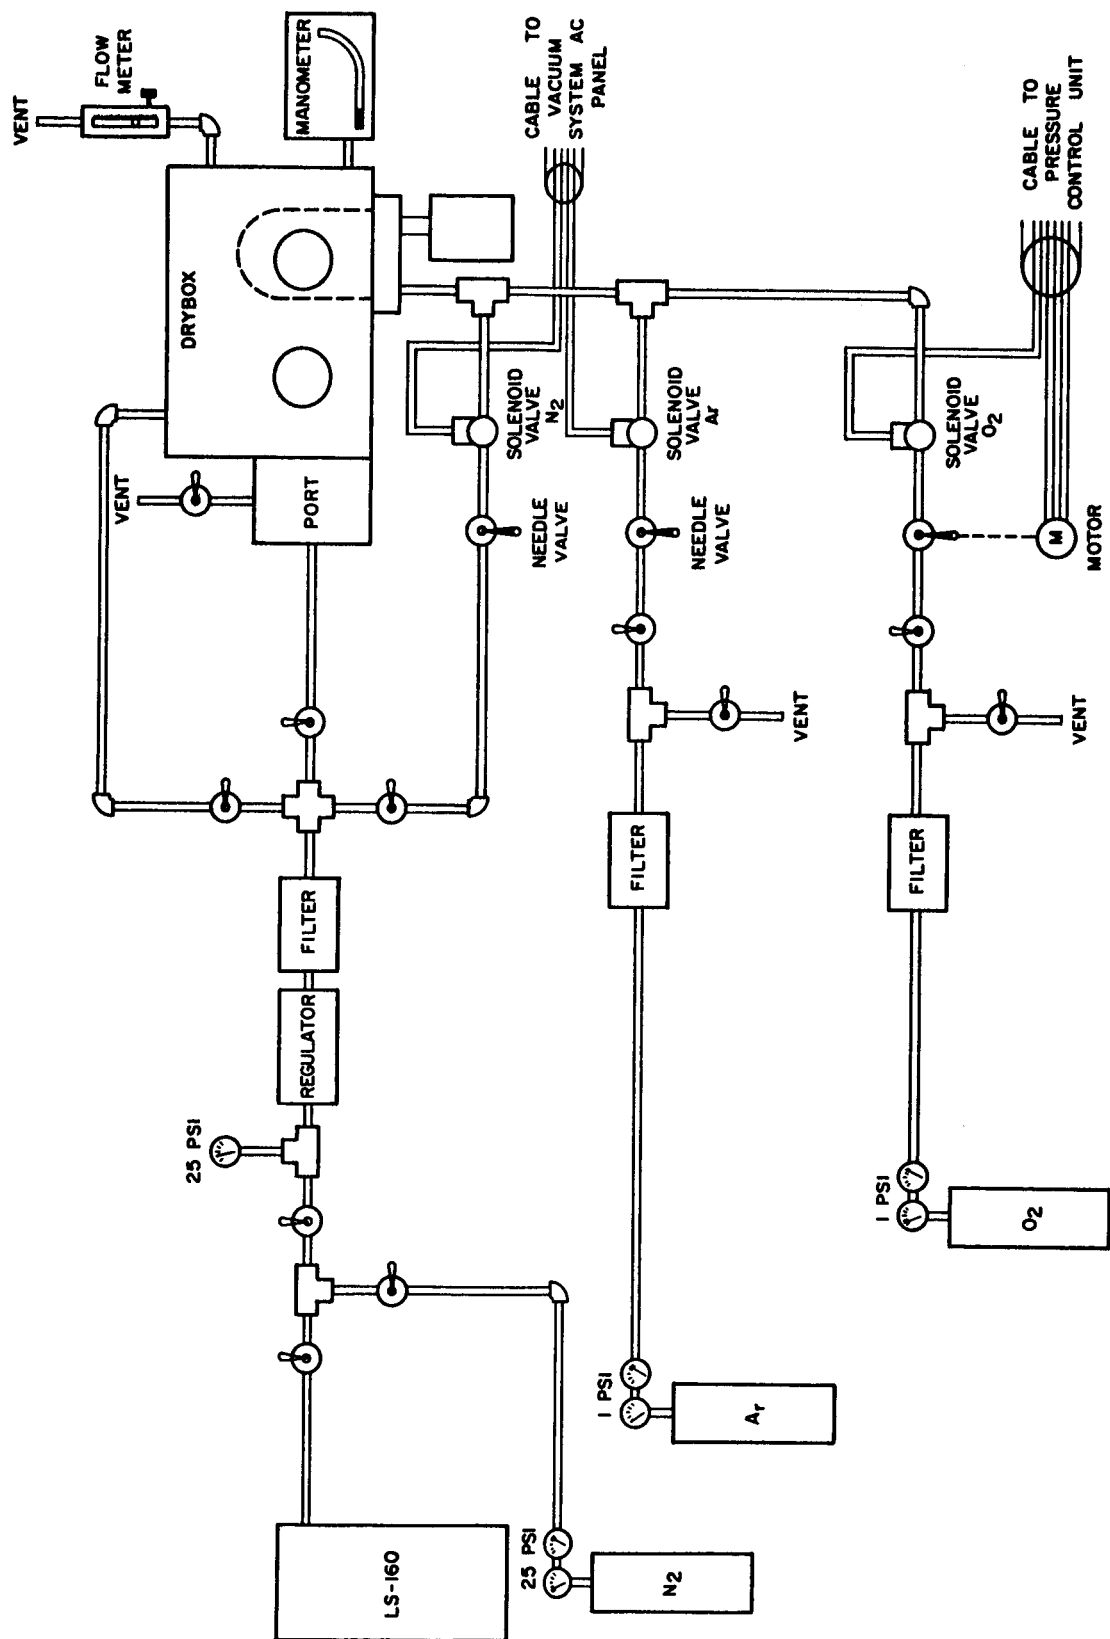 VENT
FLOW
METER
MANOMETER
DRYBOX
VENT
PORT
CABLE TO
VACUUM
SYSTEM AC
PANEL
SOLENOID
VALVE
N2
NEEDLE
VALVE
SOLENOID
VALVE
Ar
NEEDLE
VALVE
CABLE TO
PRESSURE
CONTROL UNIT
SOLENOID
VALVE
O2
M
MOTOR
VENT
VENT
FILTER
REGULATOR
25 PSI
FILTER
FILTER
1 PSI
O2
1 PSI
Ar
LS-160
25 PSI
N2